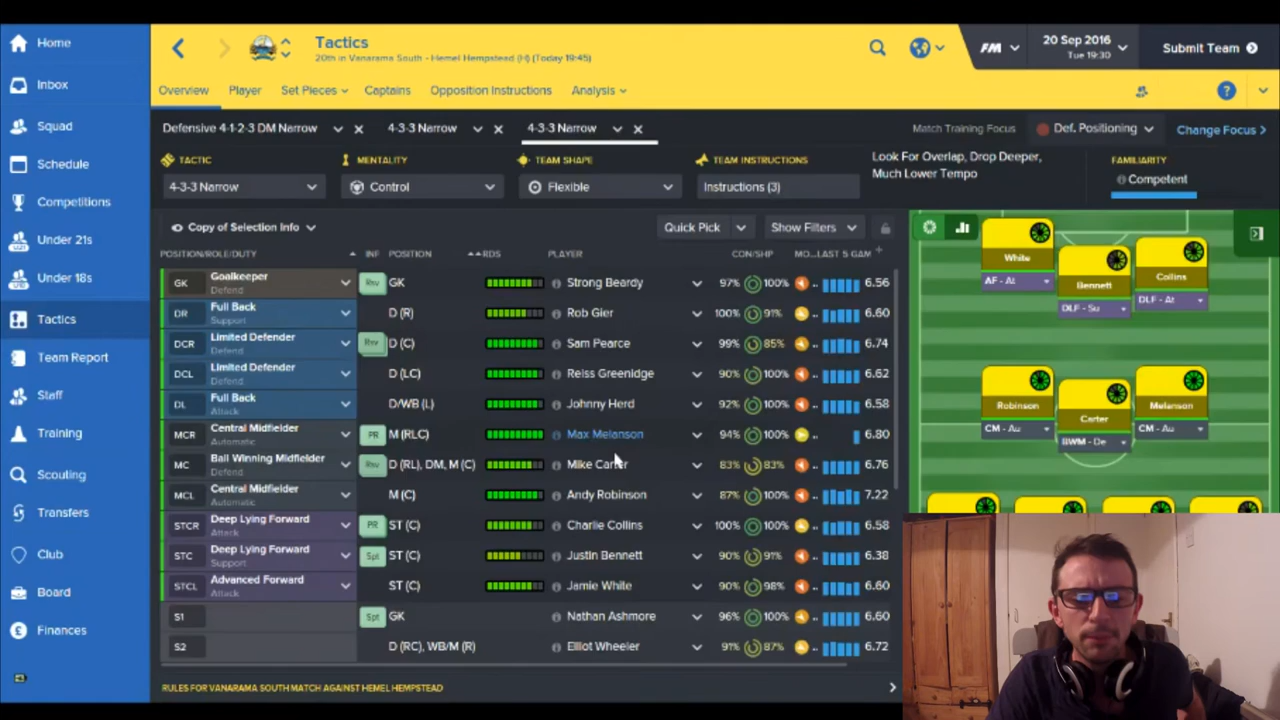 Home
Inbox
Squad
Schedule
Competitions
Under 21s
Under 18s
Tactics
Team Report
Staff
Training
Scouting
Transfers
Club
Board
Finances
Tactics
20th in Vanarama South - Hemel Hempstead (H) (Today 19:45)
FM
20 Sep 2016
Tue 19:30
Submit Team
Overview Player Set Pieces Captains Opposition Instructions Analysis
?
Defensive 4-1-2-3 DM Narrow 4-3-3 Narrow 4-3-3 Narrow
Match Training Focus Def. Positioning Change Focus
TACTIC MENTALITY TEAM SHAPE TEAM INSTRUCTIONS
4-3-3 Narrow Control Flexible Instructions (3)
Look For Overlap, Drop Deeper,
Much Lower Tempo
FAMILIARITY
Competent
Copy of Selection Info Quick Pick Show Filters
POSITION/ROLE/DUTY INF POSITION RDS PLAYER CON/SHP MO... LAST 5 GAM
GK Goalkeeper Defend Rnv GK Strong Beardy 97% 100% 6.56
DR Full Back Support D (R) Rob Gier 100% 91% 6.60
DCR Limited Defender Defend Rnv D (C) Sam Pearce 99% 85% 6.74
DCL Limited Defender Defend D (LC) Reiss Greenidge 90% 100% 6.62
DL Full Back Attack D/WB (L) Johnny Herd 92% 100% 6.58
MCR Central Midfielder Automatic PR M (RLC) Max Melanson 94% 100% 6.80
MC Ball Winning Midfielder Defend Rnv D (RL), DM, M (C) Mike Carter 83% 83% 6.76
MCL Central Midfielder Automatic M (C) Andy Robinson 87% 100% 7.22
STCR Deep Lying Forward Attack PR ST (C) Charlie Collins 100% 100% 6.58
STC Deep Lying Forward Support Spt ST (C) Justin Bennett 90% 91% 6.38
STCL Advanced Forward Attack ST (C) Jamie White 90% 98% 6.60
S1 Spt GK Nathan Ashmore 96% 100% 6.60
S2 D (RC), WB/M (R) Elliot Wheeler 91% 87% 6.72
RULES FOR VANARAMA SOUTH MATCH AGAINST HEMEL HEMPSTEAD
White
AF - At
Bennett
DLF - Su
Collins
DLF - At
Robinson
CM - Au
Carter
BWM - De
Melanson
CM - Au